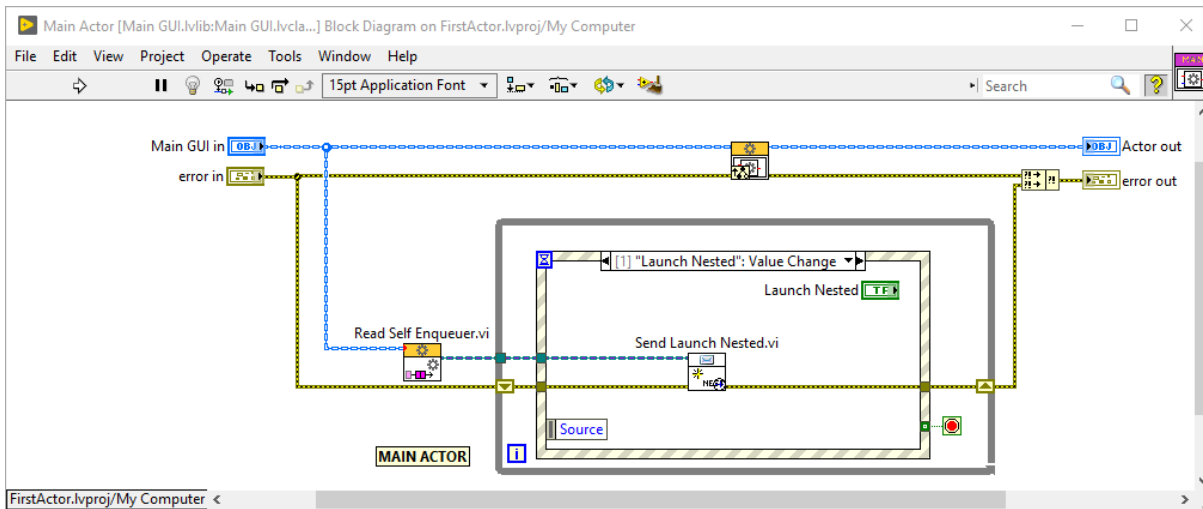 Main Actor [Main GUI.lvlib:Main GUI.lvcla...] Block Diagram on FirstActor.lvproj/My Computer
File Edit View Project Operate Tools Window Help
15pt Application Font
Search
Main GUI in
OBJ
OBJ
Actor out
error in
error out
[1] "Launch Nested": Value Change
Launch Nested
TF
Read Self Enqueuer.vi
Send Launch Nested.vi
Source
MAIN ACTOR
i
FirstActor.lvproj/My Computer